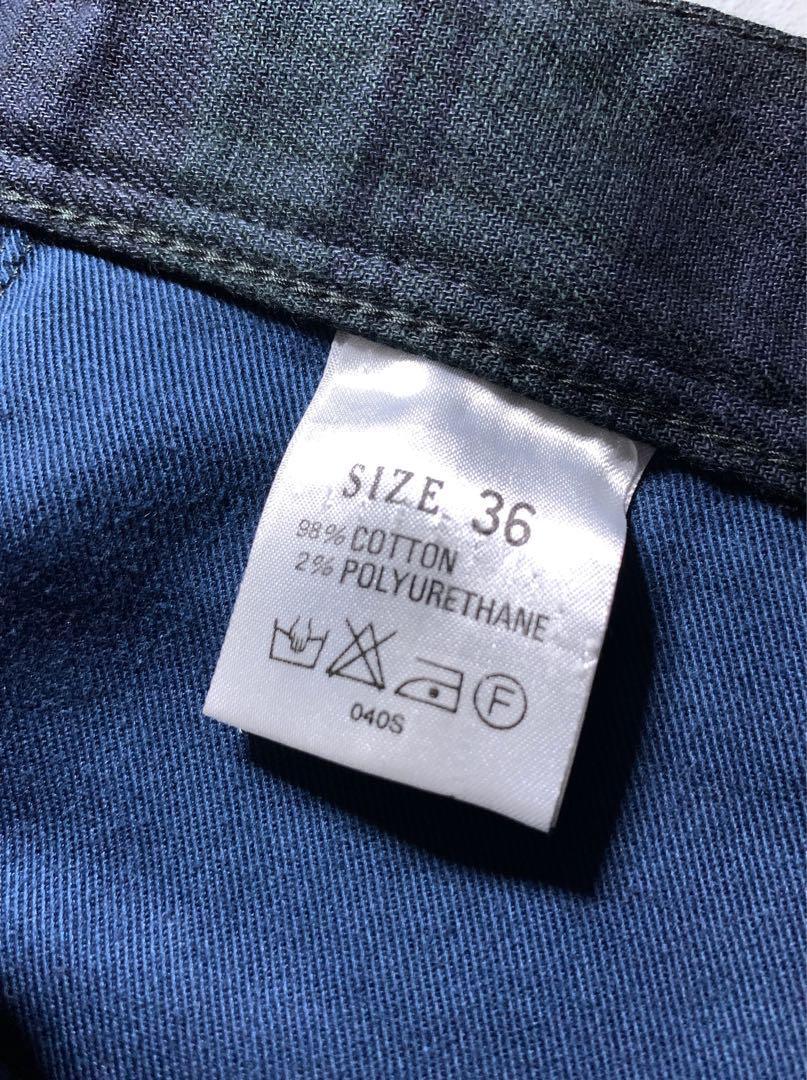 SIZE 36
98% COTTON
2% POLYURETHANE
F
040S